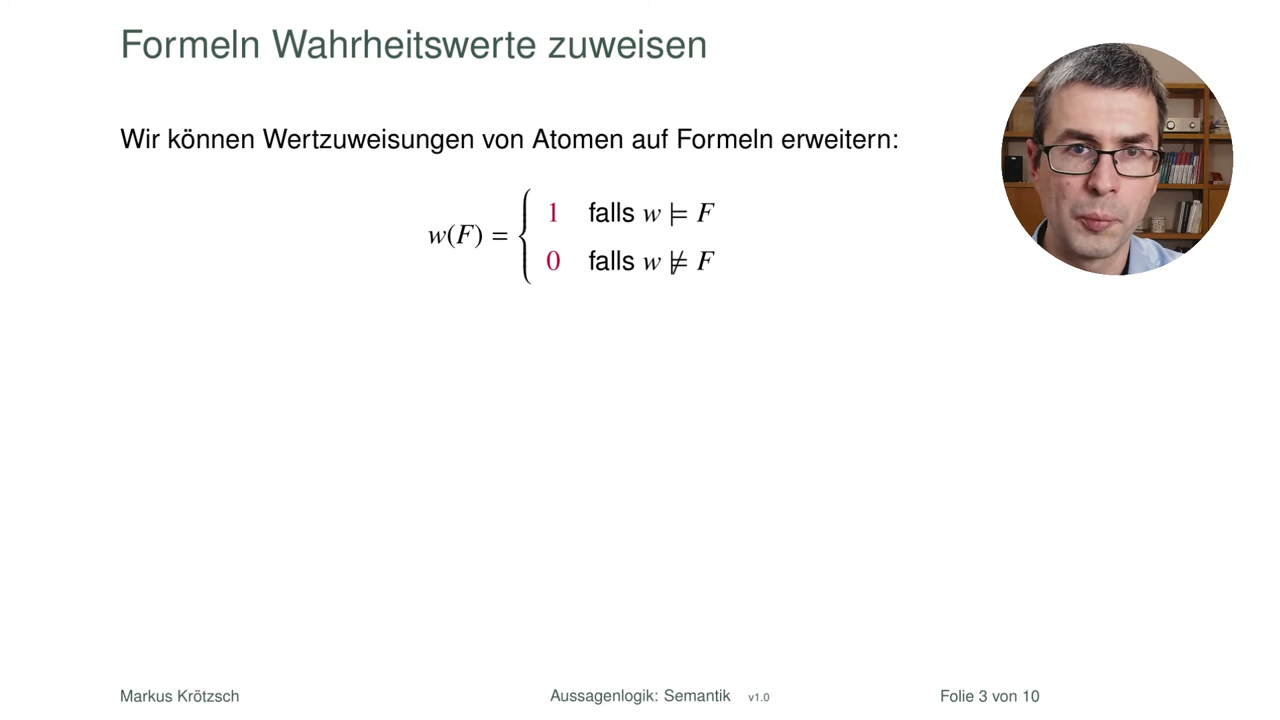 Formeln Wahrheitswerte zuweisen
Wir können Wertzuweisungen von Atomen auf Formeln erweitern:
w(F) = { 1 falls w ⊨ F
0 falls w ⊭ F
Markus Krötzsch Aussagenlogik: Semantik v1.0 Folie 3 von 10